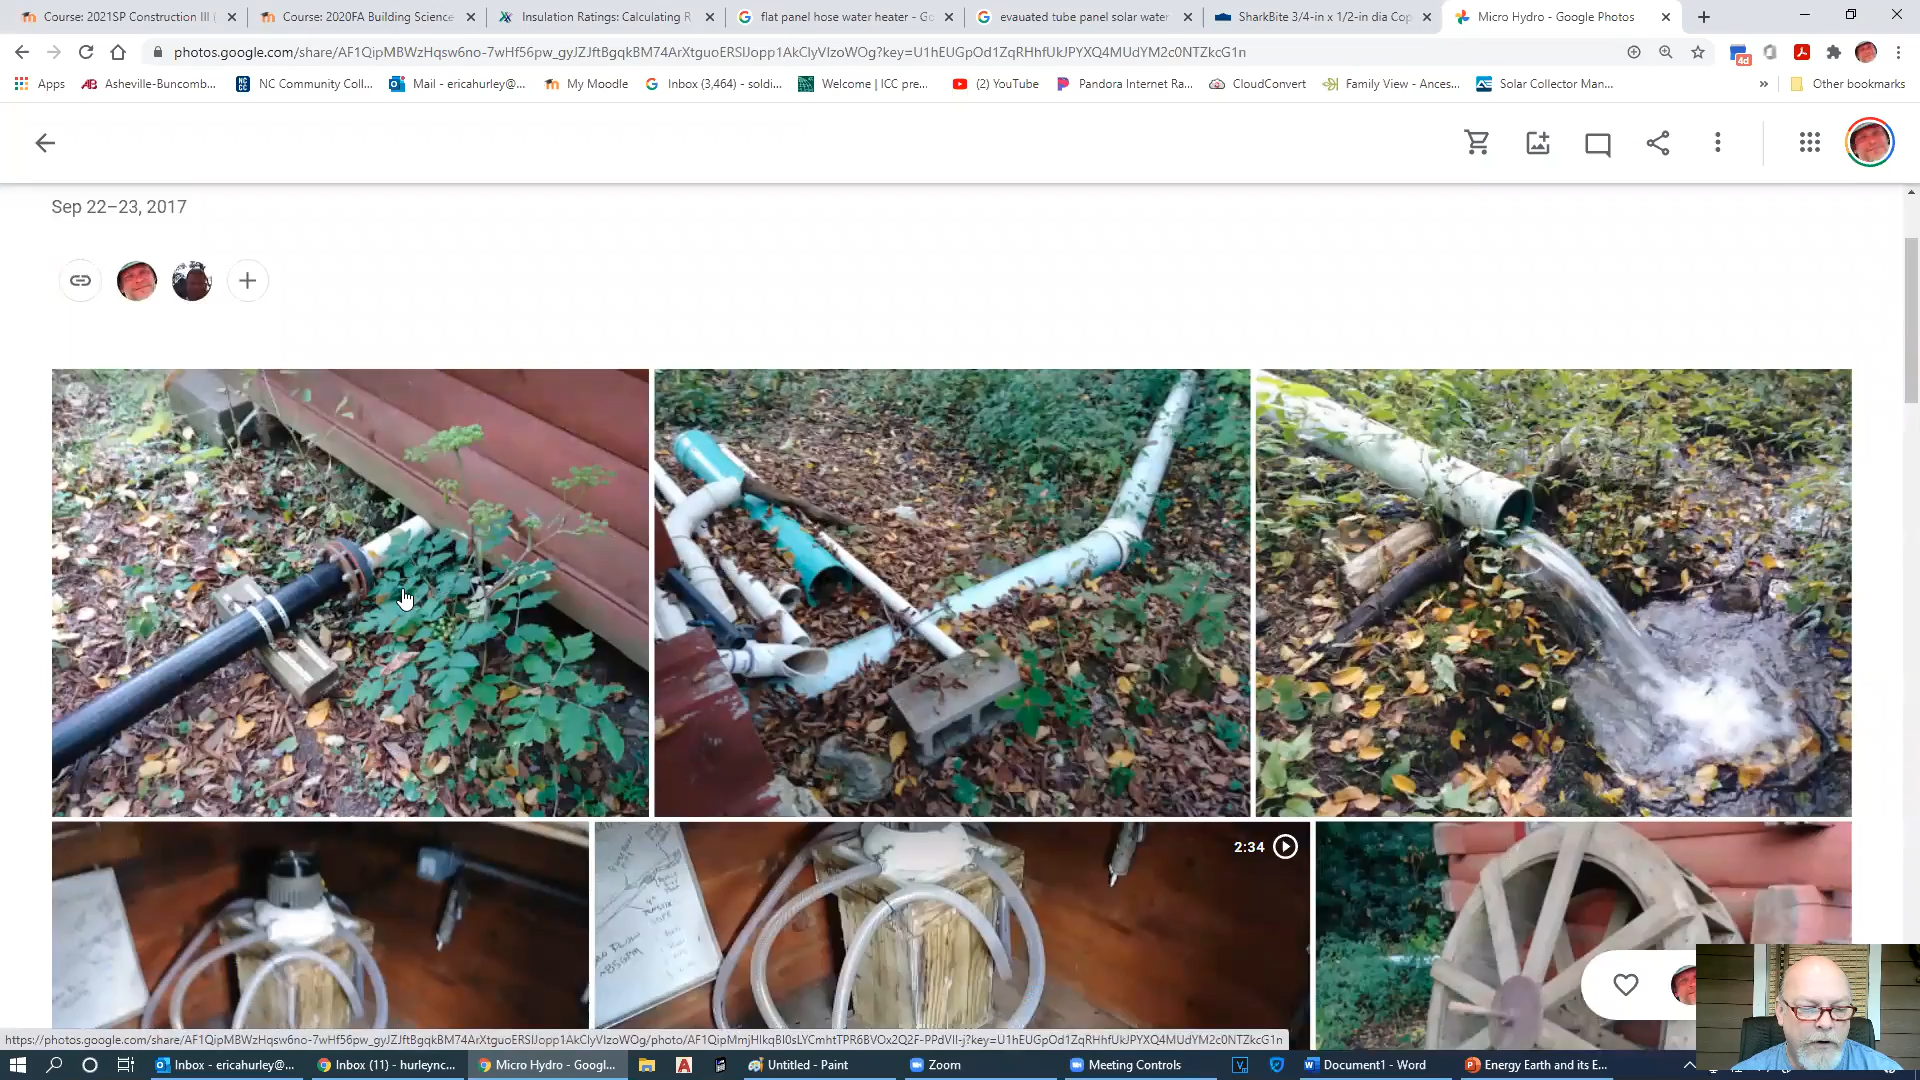 Course: 2021SP Construction III (
Course: 2020FA Building Science
Insulation Ratings: Calculating R
flat panel hose water heater - Go
evauated tube panel solar water
SharkBite 3/4-in x 1/2-in dia Cop
Micro Hydro - Google Photos
photos.google.com/share/AF1QipMBWzHqsw6no-7wHf56pw_gyJZJftBgqkBM74ArXtguoERSIJopp1AkClyVIzoWOg?key=U1hEUGpOd1ZqRHhfUkJPYXQ4MUdYM2c0NTZkcG1n
4d
Apps
Asheville-Buncomb...
NC Community Coll...
Mail - ericahurley@...
My Moodle
Inbox (3,464) - soldi...
Welcome | ICC pre...
(2) YouTube
Pandora Internet Ra...
CloudConvert
Family View - Ances...
Solar Collector Man...
»
Other bookmarks
Sep 22–23, 2017
2:34
https://photos.google.com/share/AF1QipMBWzHqsw6no-7wHf56pw_gyJZJftBgqkBM74ArXtguoERSIJopp1AkClyVIzoWOg/photo/AF1QipMmjHIkqBI0sLYCmhtTPR6BVOx2Q2F-PPdVII-j?key=U1hEUGpOd1ZqRHhfUkJPYXQ4MUdYM2c0NTZkcG1n
Inbox - ericahurley@...
Inbox (11) - hurleync...
Micro Hydro - Googl...
Untitled - Paint
Zoom
Meeting Controls
Document1 - Word
Energy Earth and its E...